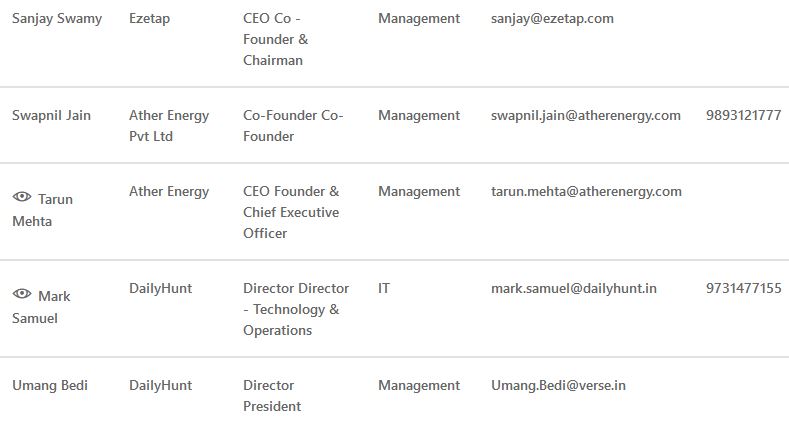 Sanjay Swamy Ezetap CEO Co - Management sanjay@ezetap.com
Founder &
Chairman
Swapnil Jain Ather Energy Co-Founder Co- Management swapnil.jain@atherenergy.com 9893121777
Pvt Ltd Founder
Tarun Ather Energy CEO Founder & Management tarun.mehta@atherenergy.com
Mehta Chief Executive
Officer
Mark DailyHunt Director Director IT mark.samuel@dailyhunt.in 9731477155
Samuel - Technology &
Operations
Umang Bedi DailyHunt Director Management Umang.Bedi@verse.in
President